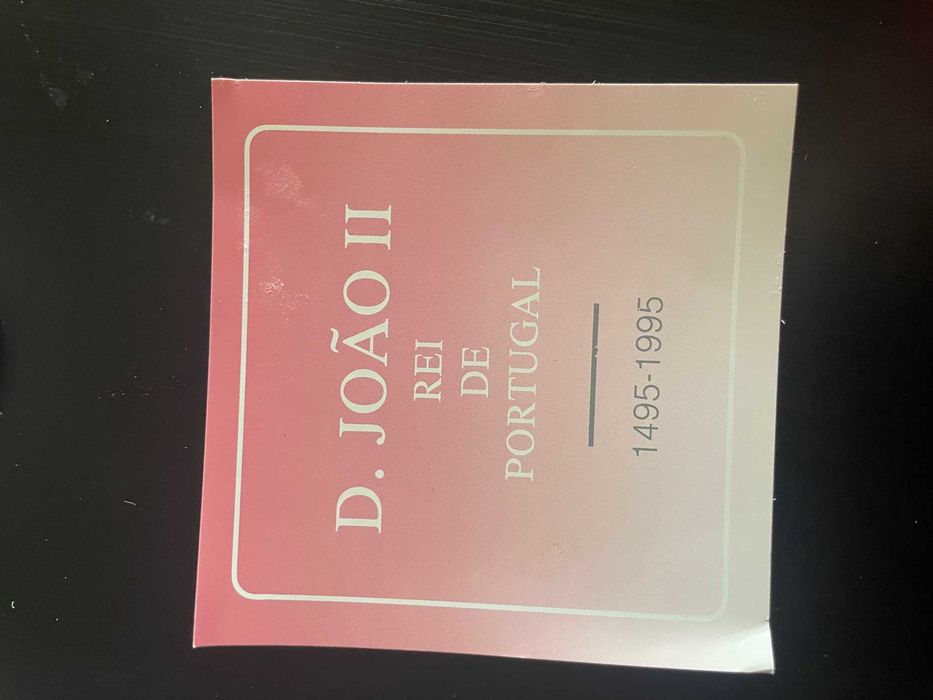 D. JOÃO II
REI
DE
PORTUGAL
1495-1995